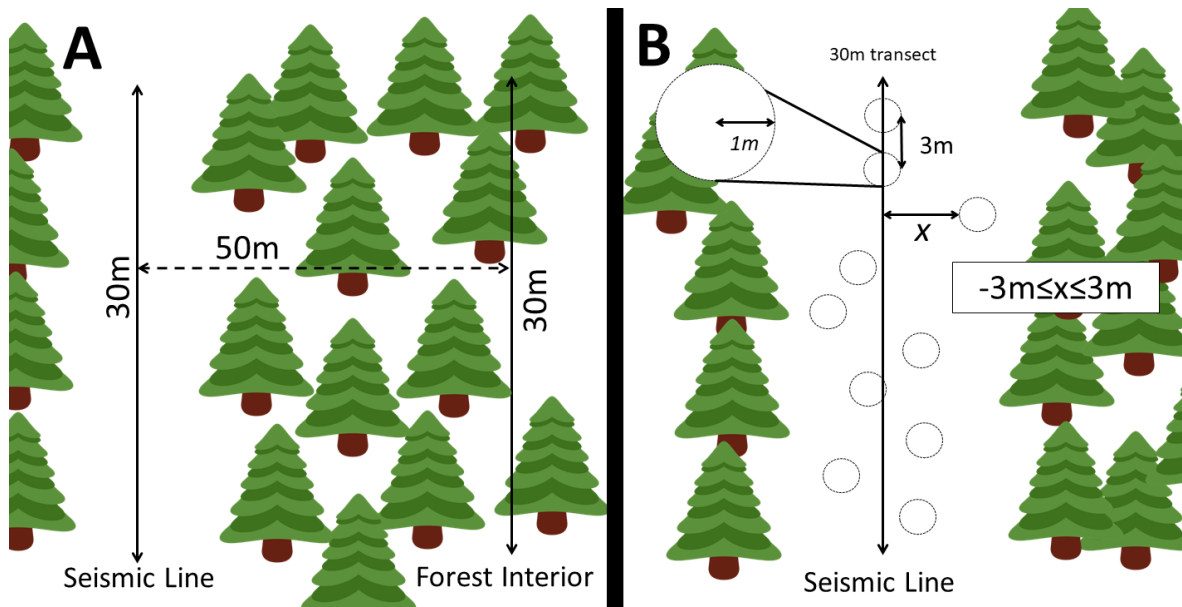 A
50m
30m
30m
Seismic Line
Forest Interior
B
30m transect
1m
3m
x
-3m≤x≤3m
Seismic Line